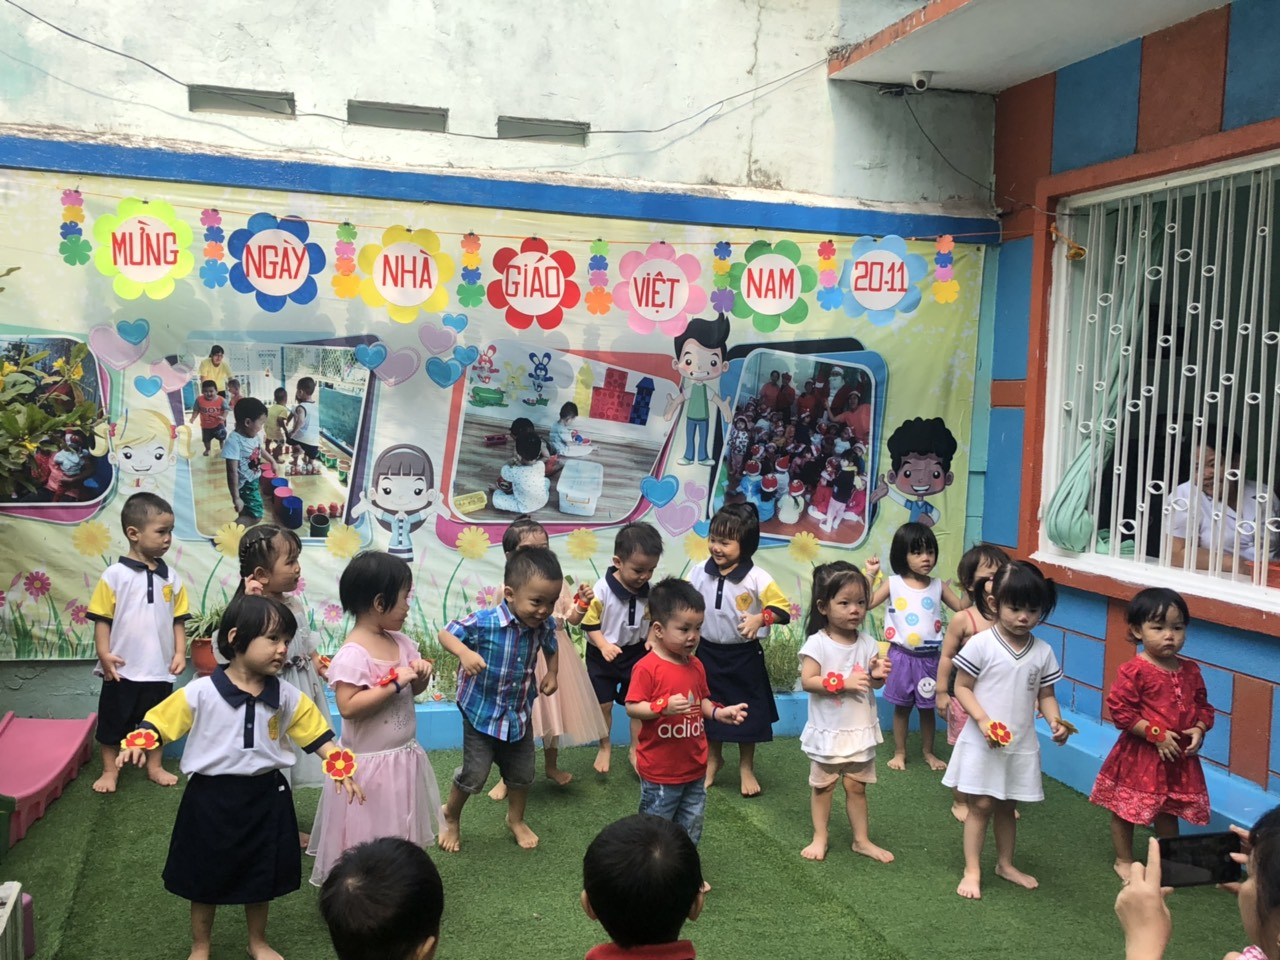 MỪNG NGÀY NHÀ GIÁO VIỆT NAM 20-11
adidas